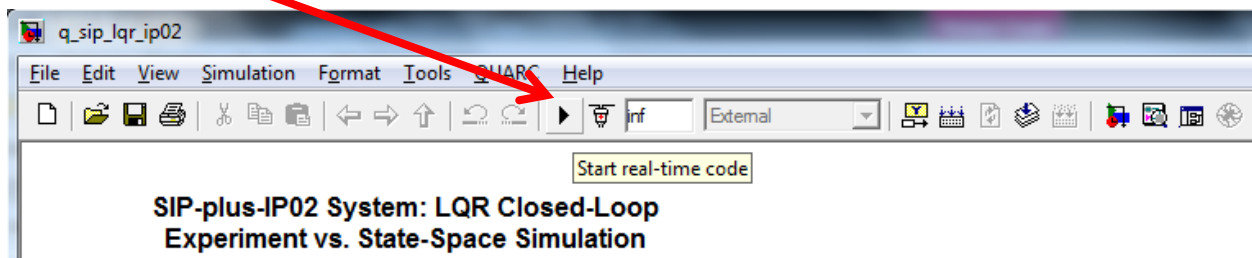 q_sip_lqr_ip02
File Edit View Simulation Format Tools QUARC Help
inf External
Start real-time code
SIP-plus-IP02 System: LQR Closed-Loop
Experiment vs. State-Space Simulation